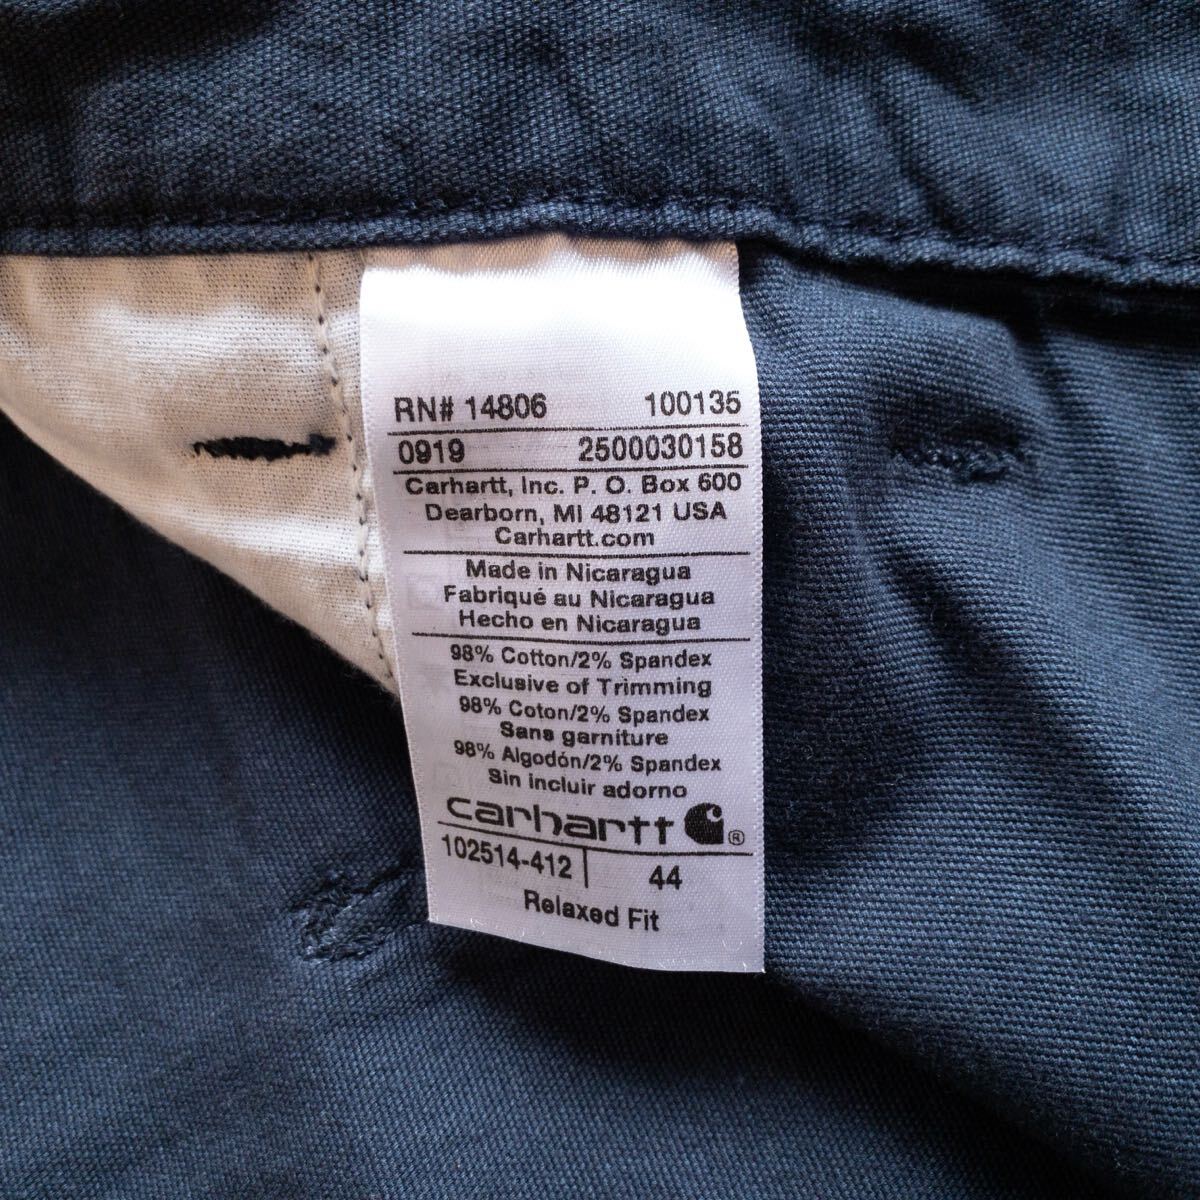 RN# 14806 100135
0919 2500030158
Carhartt, Inc. P. O. Box 600
Dearborn, MI 48121 USA
Carhartt.com
Made in Nicaragua
Fabriqué au Nicaragua
Hecho en Nicaragua
98% Cotton/2% Spandex
Exclusive of Trimming
98% Coton/2% Spandex
Sans garniture
98% Algodón/2% Spandex
Sin incluir adorno
carhartt ®
102514-412 44
Relaxed Fit